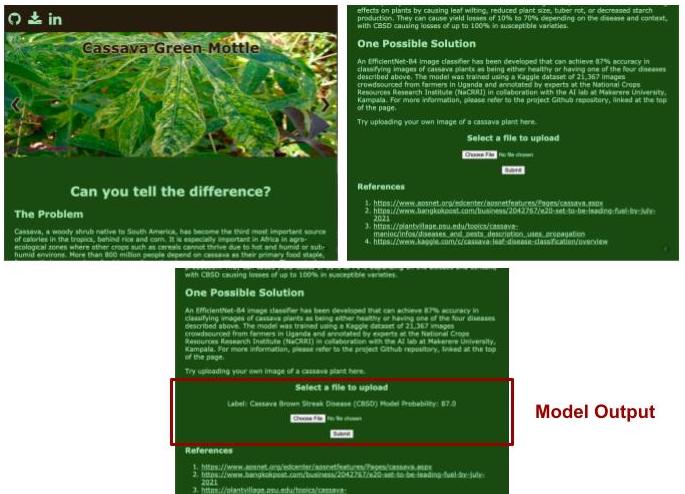 in
Cassava Green Mottle
Can you tell the difference?
The Problem
Cassava, a woody shrub native to South America, has become the third most important source
of calories in the tropics, behind rice and corn. It is especially important in Africa in agro-
ecological zones where other crops such as cereals cannot thrive due to hot and humid or sub-
humid environs. More than 800 million people depend on cassava as their primary food staple,
effects on plants by causing leaf wilting, reduced plant size, tuber rot, or decreased starch
production. They can cause yield losses of 10% to 70% depending on the disease and context,
with CBSD causing losses of up to 100% in susceptible varieties.
One Possible Solution
An EfficientNet-B4 image classifier has been developed that can achieve 87% accuracy in
classifying images of cassava plants as being either healthy or having one of the four diseases
described above. The model was trained using a Kaggle dataset of 21,367 images
crowdsourced from farmers in Uganda and annotated by experts at the National Crops
Resources Research Institute (NaCRRI) in collaboration with the AI lab at Makerere University,
Kampala. For more information, please refer to the project Github repository, linked at the top
of the page.
Try uploading your own image of a cassava plant here.
Select a file to upload
Choose File No file chosen
Submit
References
1. https://www.apsnet.org/edcenter/apsnetfeatures/Pages/cassava.aspx
2. https://www.bangkokpost.com/business/2042767/e20-set-to-be-leading-fuel-by-july-
2021
3. https://plantvillage.psu.edu/topics/cassava-
manioc/infos/diseases_and_pests_description_uses_propagation
4. https://www.kaggle.com/c/cassava-leaf-disease-classification/overview
with CBSD causing losses of up to 100% in susceptible varieties.
One Possible Solution
An EfficientNet-B4 image classifier has been developed that can achieve 87% accuracy in
classifying images of cassava plants as being either healthy or having one of the four diseases
described above. The model was trained using a Kaggle dataset of 21,367 images
crowdsourced from farmers in Uganda and annotated by experts at the National Crops
Resources Research Institute (NaCRRI) in collaboration with the AI lab at Makerere University,
Kampala. For more information, please refer to the project Github repository, linked at the top
of the page.
Try uploading your own image of a cassava plant here.
Select a file to upload
Label: Cassava Brown Streak Disease (CBSD) Model Probability: 87.0
Choose File No file chosen
Submit
Model Output
References
1. https://www.apsnet.org/edcenter/apsnetfeatures/Pages/cassava.aspx
2. https://www.bangkokpost.com/business/2042767/e20-set-to-be-leading-fuel-by-july-
2021
3. https://plantvillage.psu.edu/topics/cassava-